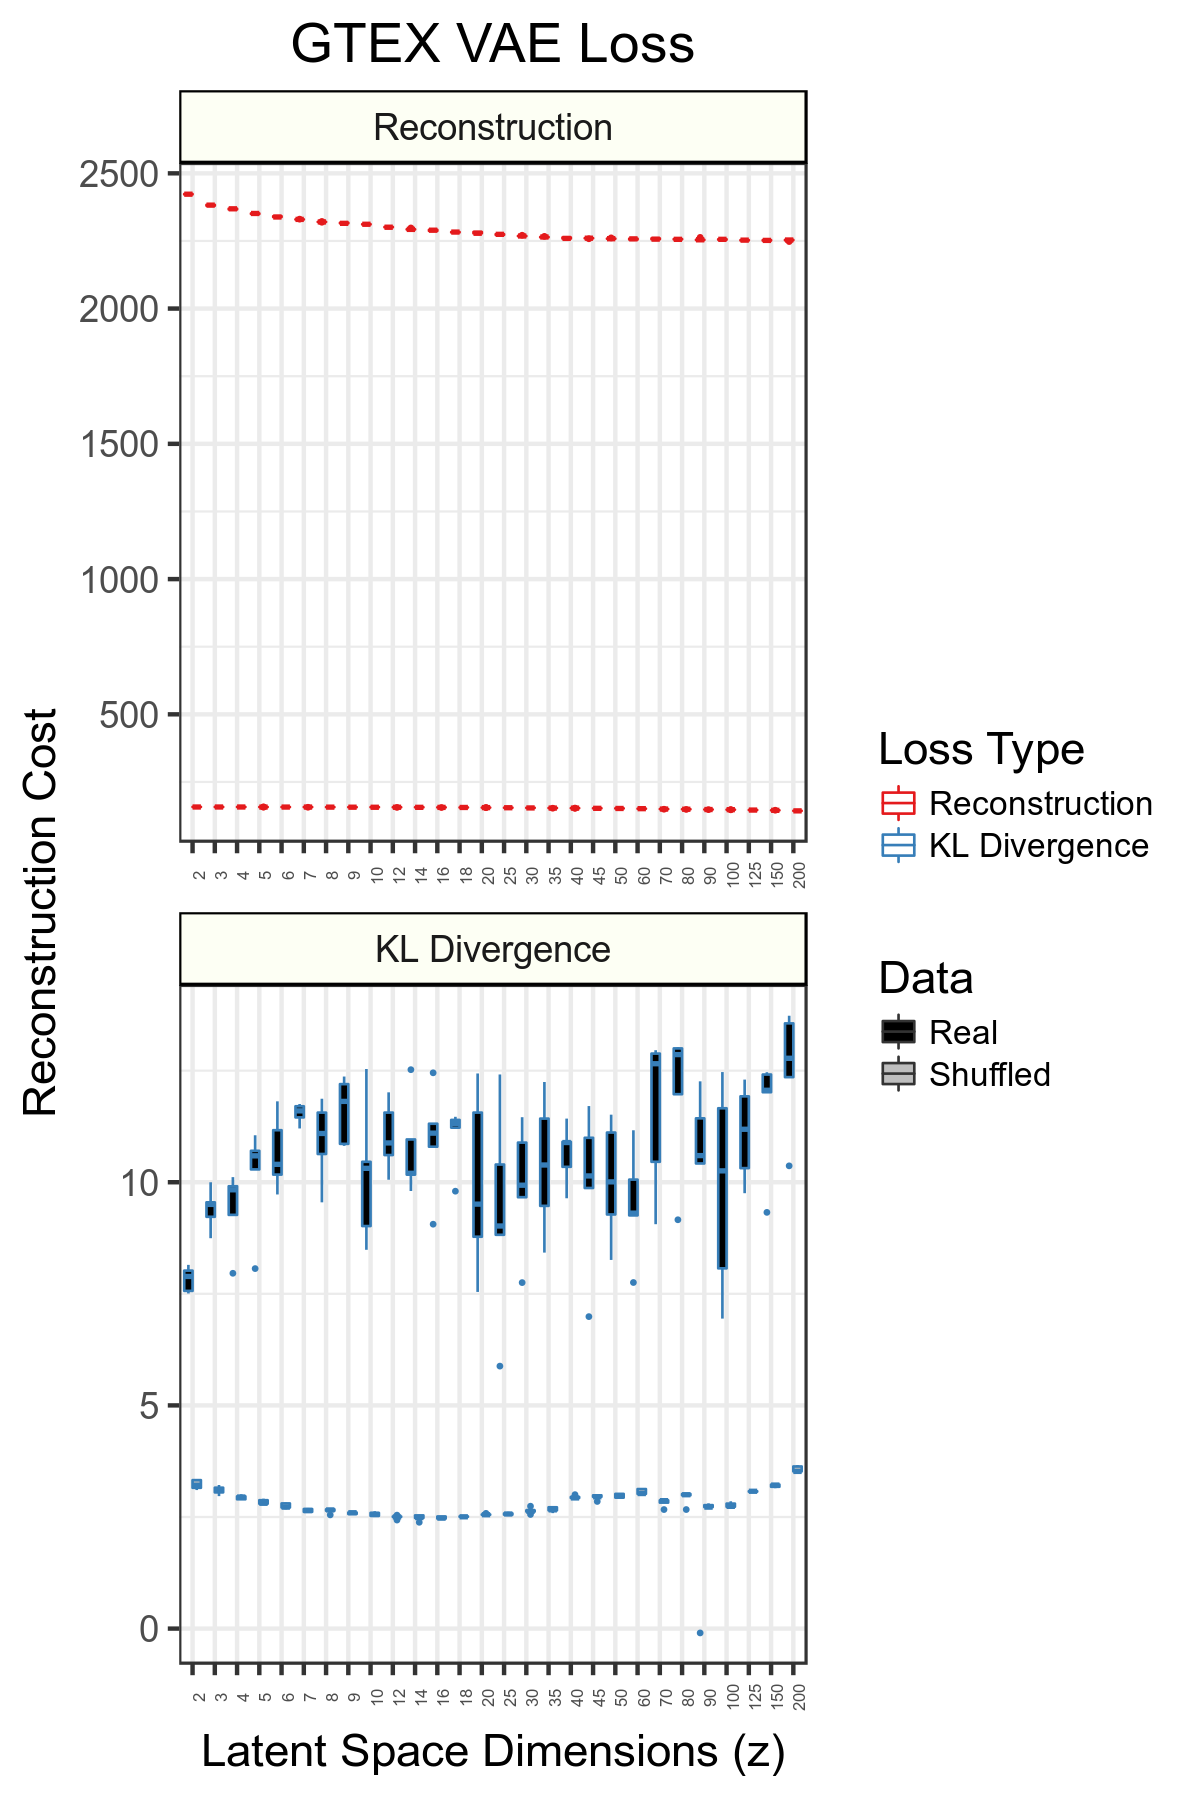 GTEX VAE Loss
Reconstruction
2500
2000
1500
1000
500
2 3 4 5 6 7 8 9 10 12 14 16 18 20 25 30 35 40 45 50 60 70 80 90 100 125 150 200
KL Divergence
10
5
0
2 3 4 5 6 7 8 9 10 12 14 16 18 20 25 30 35 40 45 50 60 70 80 90 100 125 150 200
Latent Space Dimensions (z)
Reconstruction Cost
Loss Type
Reconstruction
KL Divergence
Data
Real
Shuffled